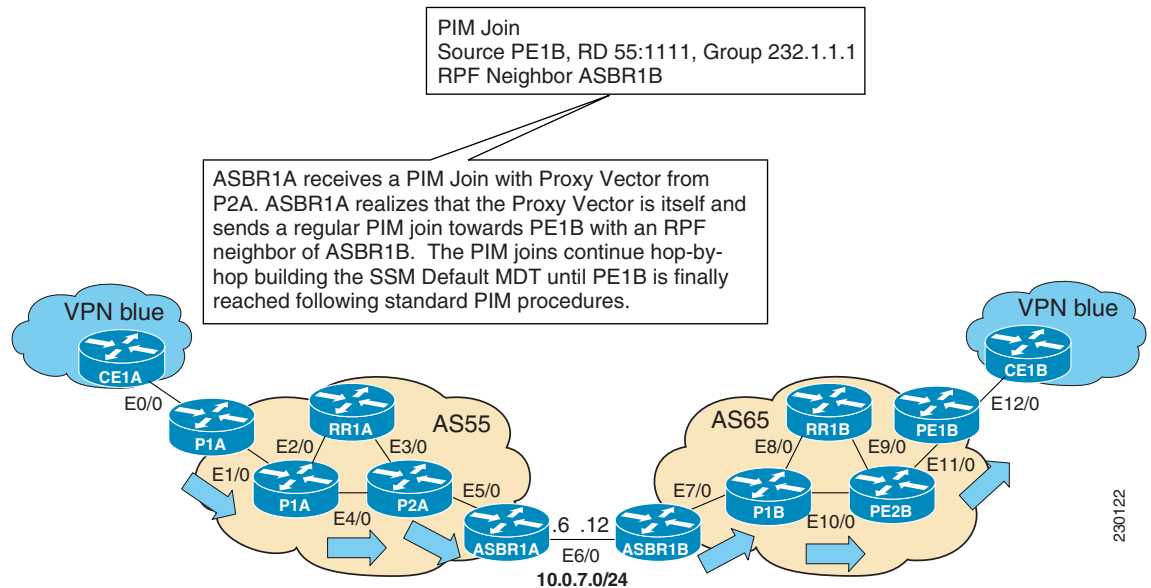 PIM Join
Source PE1B, RD 55:1111, Group 232.1.1.1
RPF Neighbor ASBR1B
ASBR1A receives a PIM Join with Proxy Vector from
P2A. ASBR1A realizes that the Proxy Vector is itself and
sends a regular PIM join towards PE1B with an RPF
neighbor of ASBR1B.  The PIM joins continue hop-by-
hop building the SSM Default MDT until PE1B is finally
reached following standard PIM procedures.
VPN blue
CE1A
E0/0
P1A
E1/0
E2/0
RR1A
E3/0
AS55
P1A
E4/0
P2A
E5/0
ASBR1A
.6 .12
E6/0
10.0.7.0/24
ASBR1B
E7/0
AS65
E8/0
RR1B
E9/0
P1B
E10/0
PE2B
E11/0
PE1B
E12/0
VPN blue
CE1B
230122